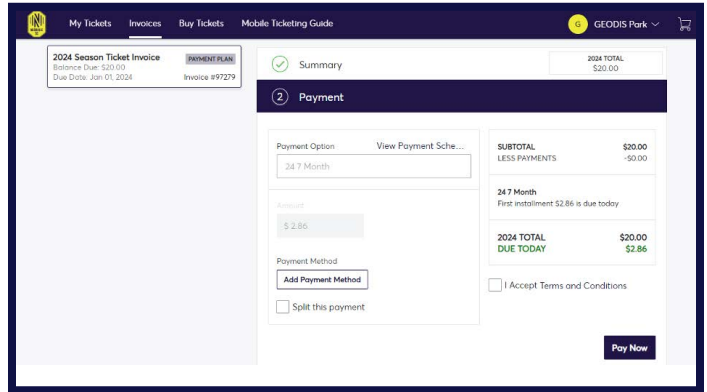 My Tickets Invoices Buy Tickets Mobile Ticketing Guide G GEODIS Park
2024 Season Ticket Invoice PAYMENT PLAN
Balance Due: $20.00
Due Date: Jan 01, 2024 Invoice #97279
Summary
2024 TOTAL
$20.00
2 Payment
Payment Option View Payment Sche...
24 7 Month
Amount
$ 2.86
Payment Method
Add Payment Method
Split this payment
SUBTOTAL $20.00
LESS PAYMENTS -$0.00
24 7 Month
First installment $2.86 is due today
2024 TOTAL $20.00
DUE TODAY $2.86
I Accept Terms and Conditions
Pay Now